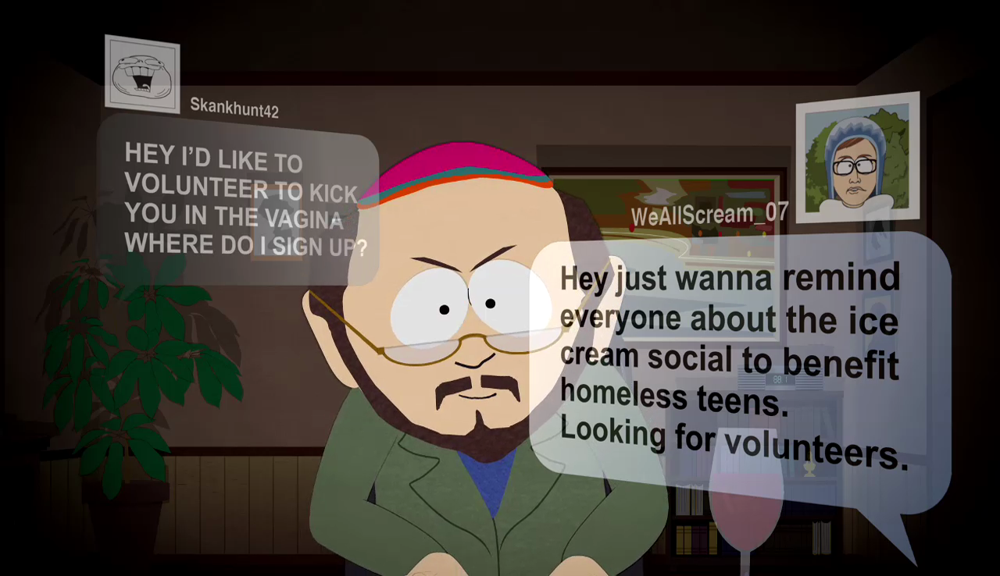 Skankhunt42
HEY I'D LIKE TO
VOLUNTEER TO KICK
YOU IN THE VAGINA
WHERE DO I SIGN UP?
WeAllScream_07
Hey just wanna remind
everyone about the ice
cream social to benefit
homeless teens.
Looking for volunteers.